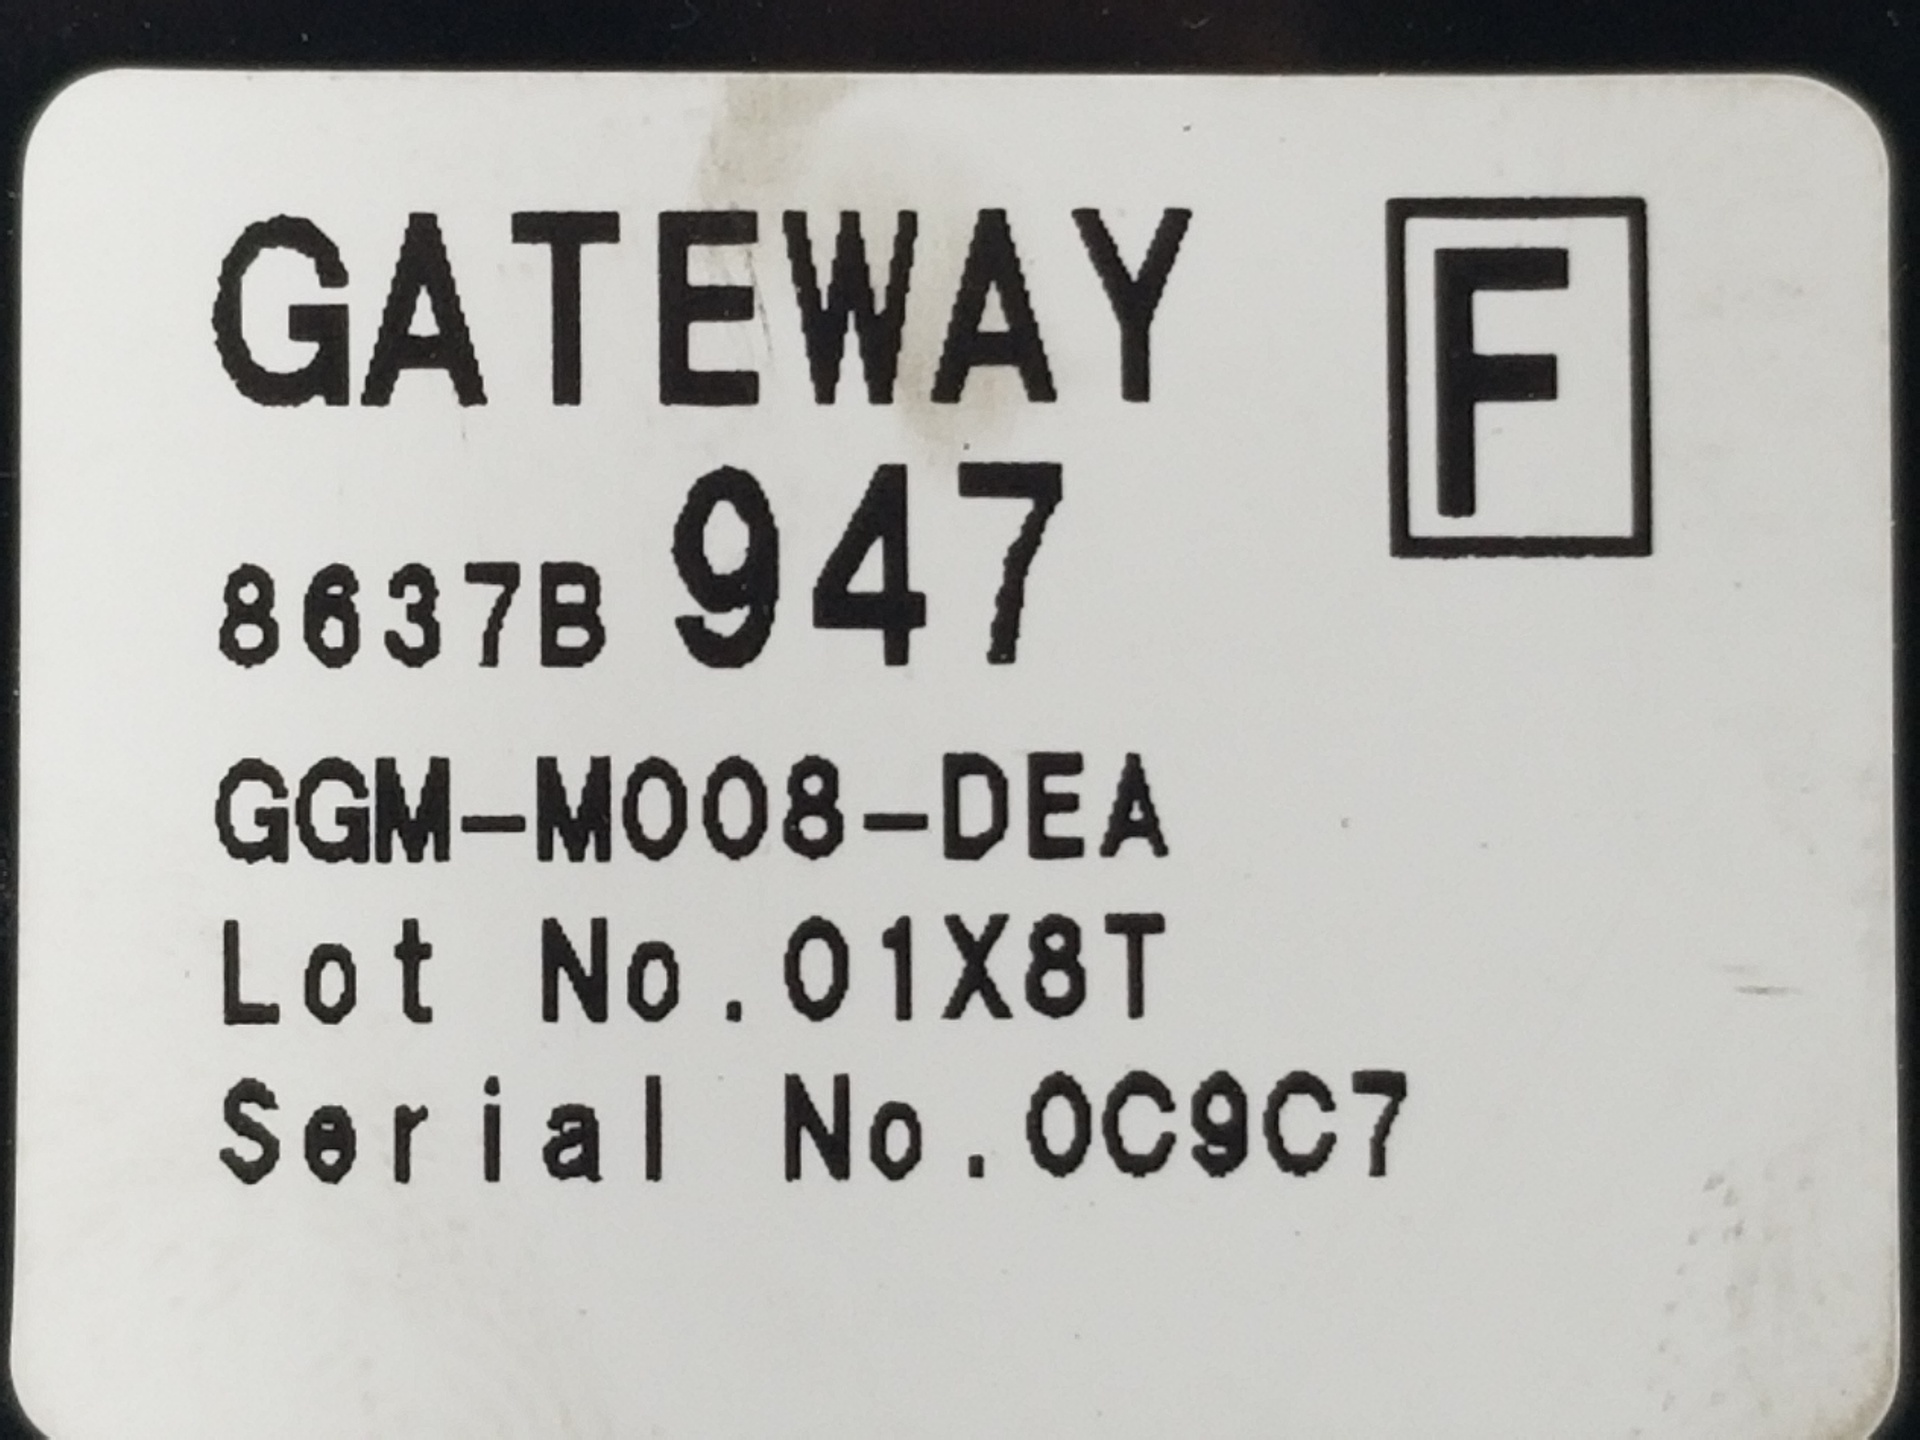 GATEWAY F
8637B 947
GGM-M008-DEA
Lot No.01X8T
Serial No.0C9C7